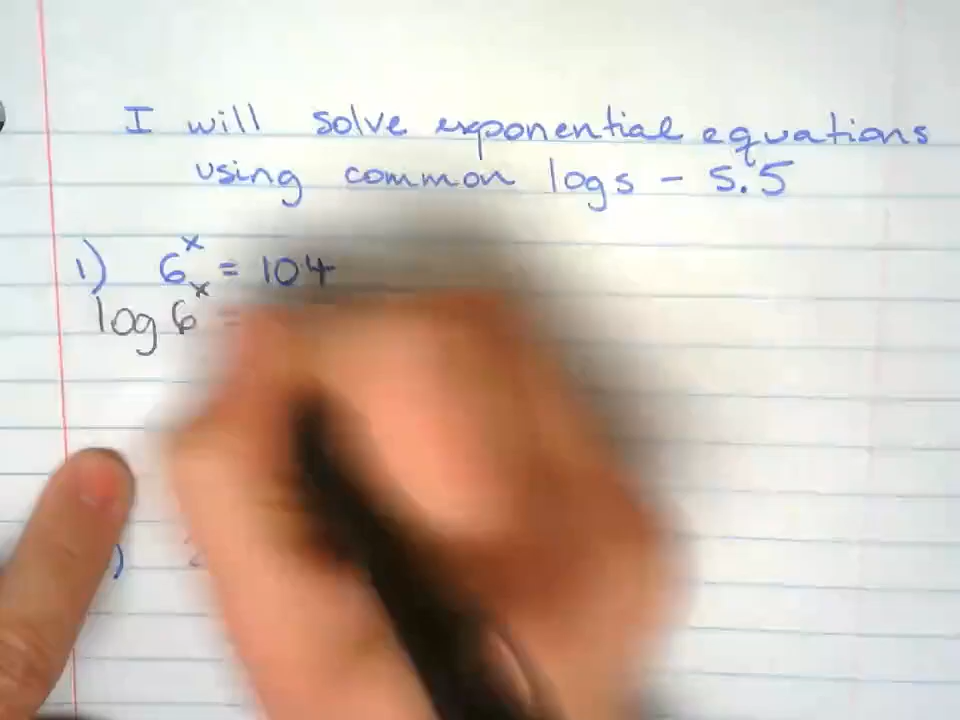 I will solve exponential equations
using common logs - 5.5
1) 6^x = 104
log 6^x =
)